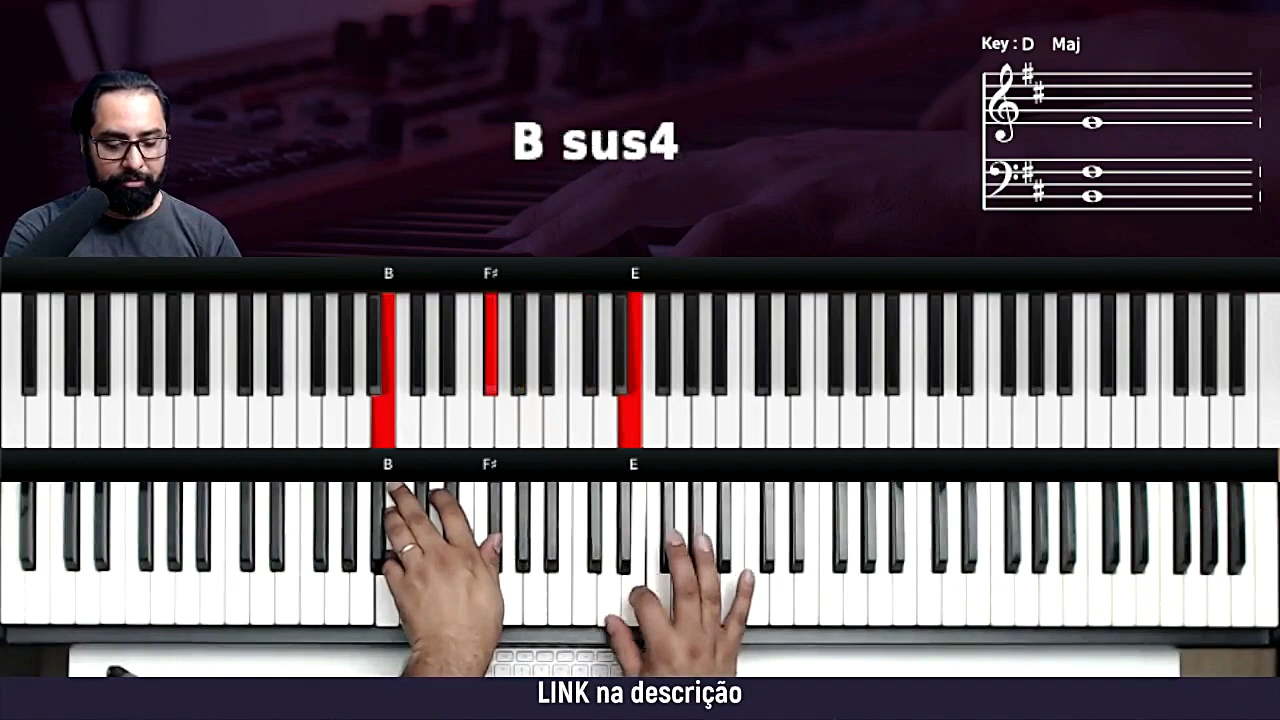 Key : D Maj
B sus4
B F♯ E
B F♯ E
LINK na descrição